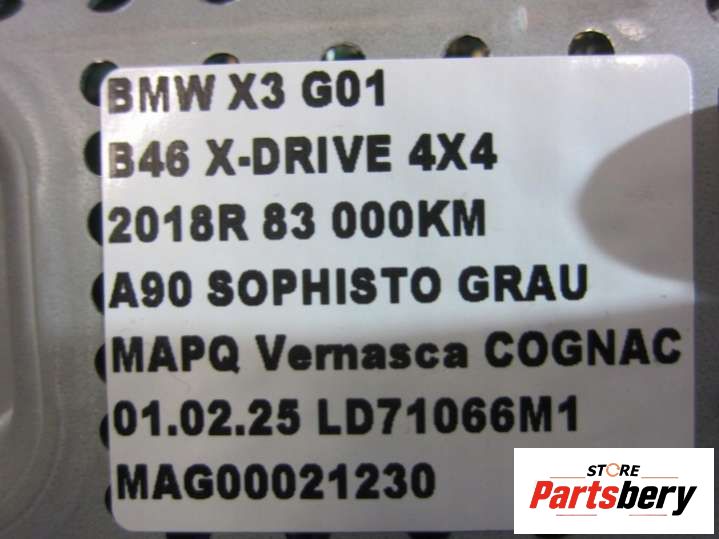 BMW X3 G01
B46 X-DRIVE 4X4
2018R 83 000KM
A90 SOPHISTO GRAU
MAPQ Vernasca COGNAC
01.02.25 LD71066M1
MAG00021230
STORE
Partsbery